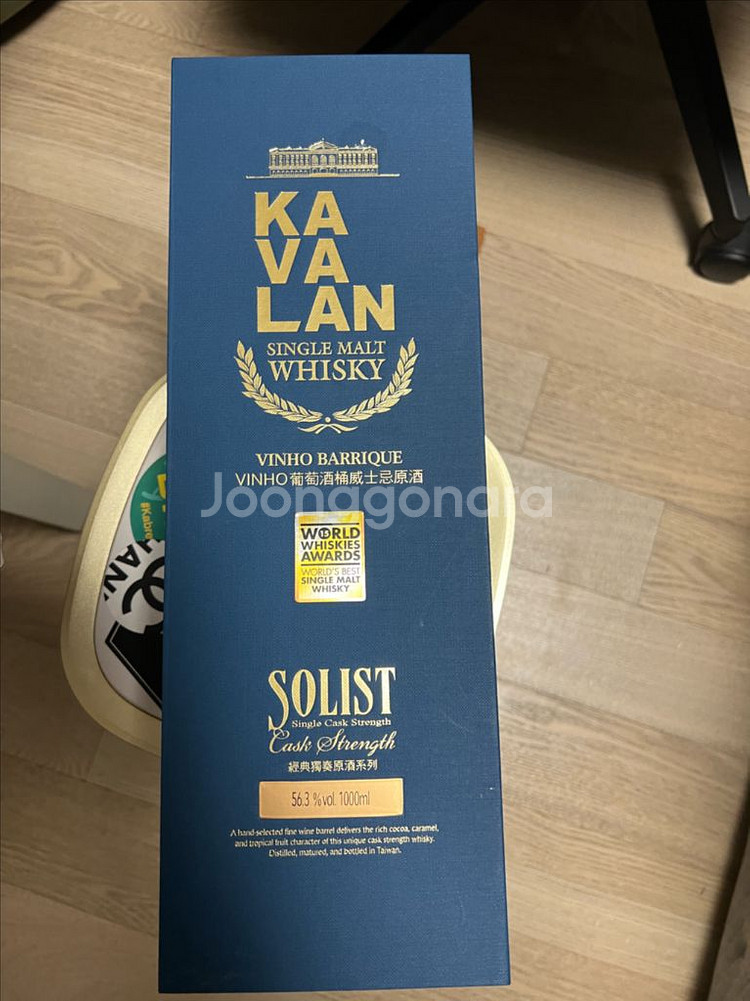 KA
VA
LAN
SINGLE MALT
WHISKY
VINHO BARRIQUE
VINHO葡萄酒桶威士忌原酒
Joonggonara
WORLD
WHISKIES
AWARDS
WORLD'S BEST
SINGLE MALT
WHISKY
SOLIST
Single Cask Strength
Cask Strength
經典獨奏原酒系列
56.3 %vol. 1000ml
A hand-selected fine wine barrel delivers the rich cocoa, caramel,
and tropical fruit character of this unique cask strength whisky.
Distilled, matured, and bottled in Taiwan.